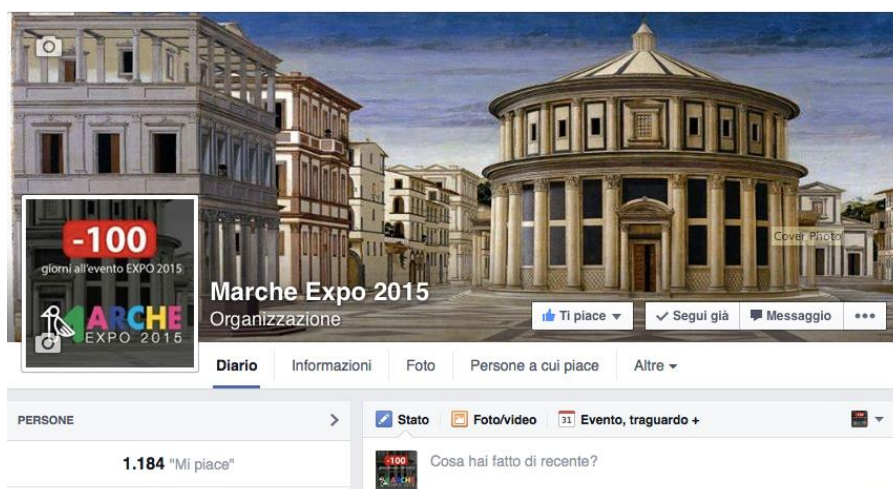 -100
giorni all'evento EXPO 2015
MARCHE
EXPO 2015
Marche Expo 2015
Organizzazione
Cover Photo
Ti piace
Segui già
Messaggio
Diario
Informazioni
Foto
Persone a cui piace
Altre
PERSONE
1.184 "Mi piace"
Stato
Foto/video
31
Evento, traguardo +
-100
MARCHE
Cosa hai fatto di recente?